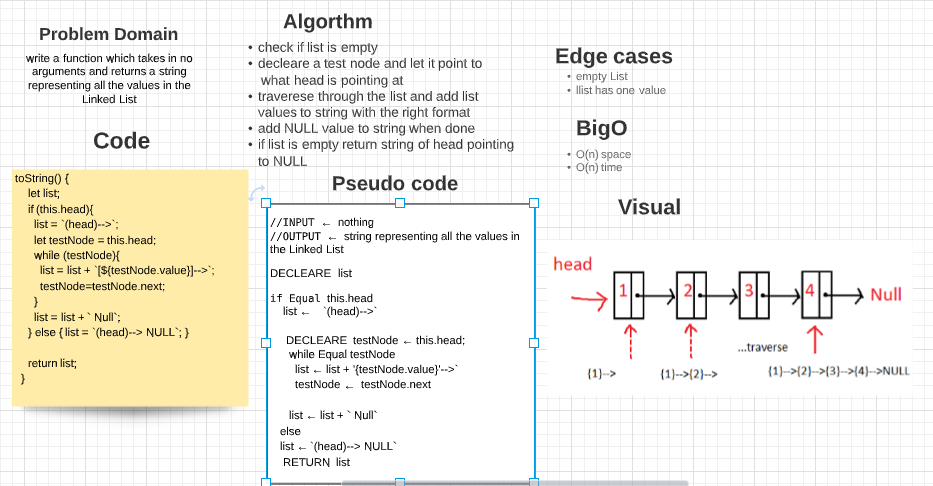 Problem Domain
write a function which takes in no
arguments and returns a string
representing all the values in the
Linked List
Code
toString() {
let list;
if (this.head){
list = `(head)-->`;
let testNode = this.head;
while (testNode){
list = list + `[${testNode.value}]-->`;
testNode=testNode.next;
}
list = list + ` Null`;
} else { list = `(head)--> NULL`; }
return list;
}
Algorthm
• check if list is empty
• decleare a test node and let it point to
what head is pointing at
• traverese through the list and add list
values to string with the right format
• add NULL value to string when done
• if list is empty return string of head pointing
to NULL
Pseudo code
//INPUT ← nothing
//OUTPUT ← string representing all the values in
the Linked List
DECLEARE list
if Equal this.head
list ← `(head)-->`
DECLEARE testNode ← this.head;
while Equal testNode
list ← list + '{testNode.value}'-->`
testNode ← testNode.next
list ← list + ` Null`
else
list ← `(head)--> NULL`
RETURN list
Edge cases
• empty List
• llist has one value
BigO
• O(n) space
• O(n) time
Visual
head
1 2 3 4 Null
...traverse
{1}--> {1}-->{2}--> {1}-->{2}-->{3}-->{4}-->NULL